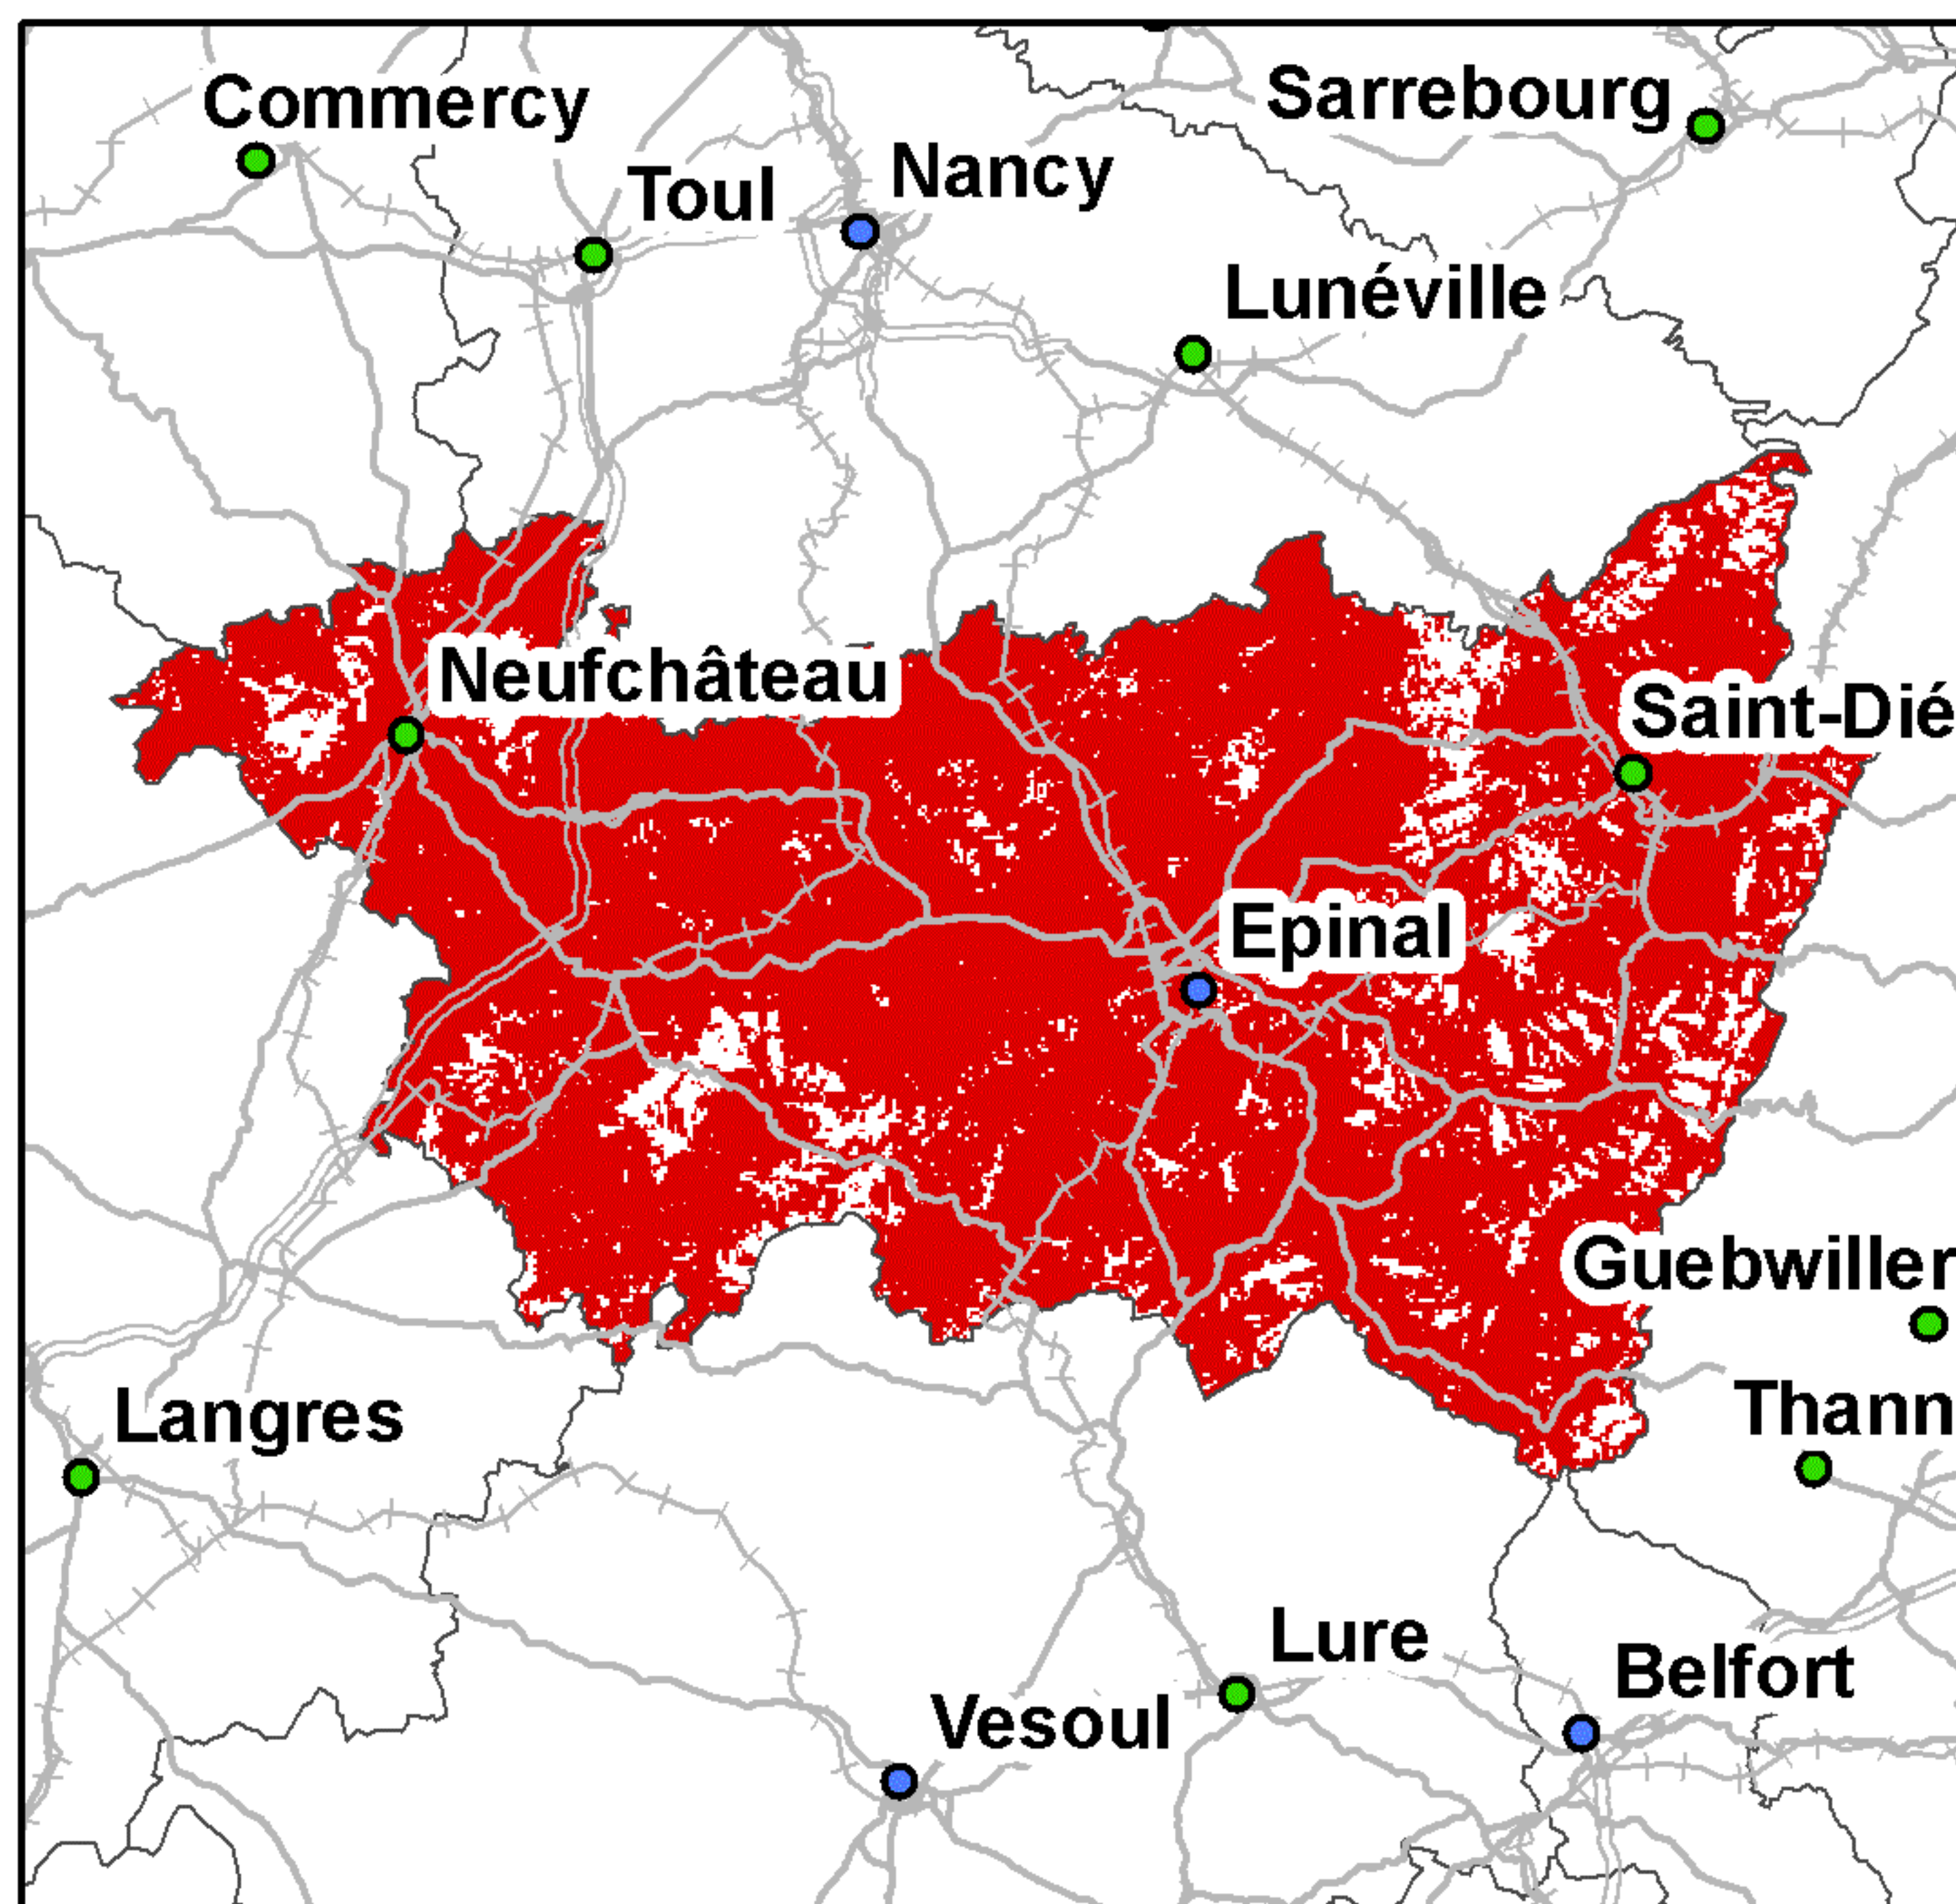 Commercy
Sarrebourg
Nancy
Toul
Lunéville
Neufchâteau
Saint-Dié
Epinal
Guebwiller
Langres
Thann
Lure
Belfort
Vesoul